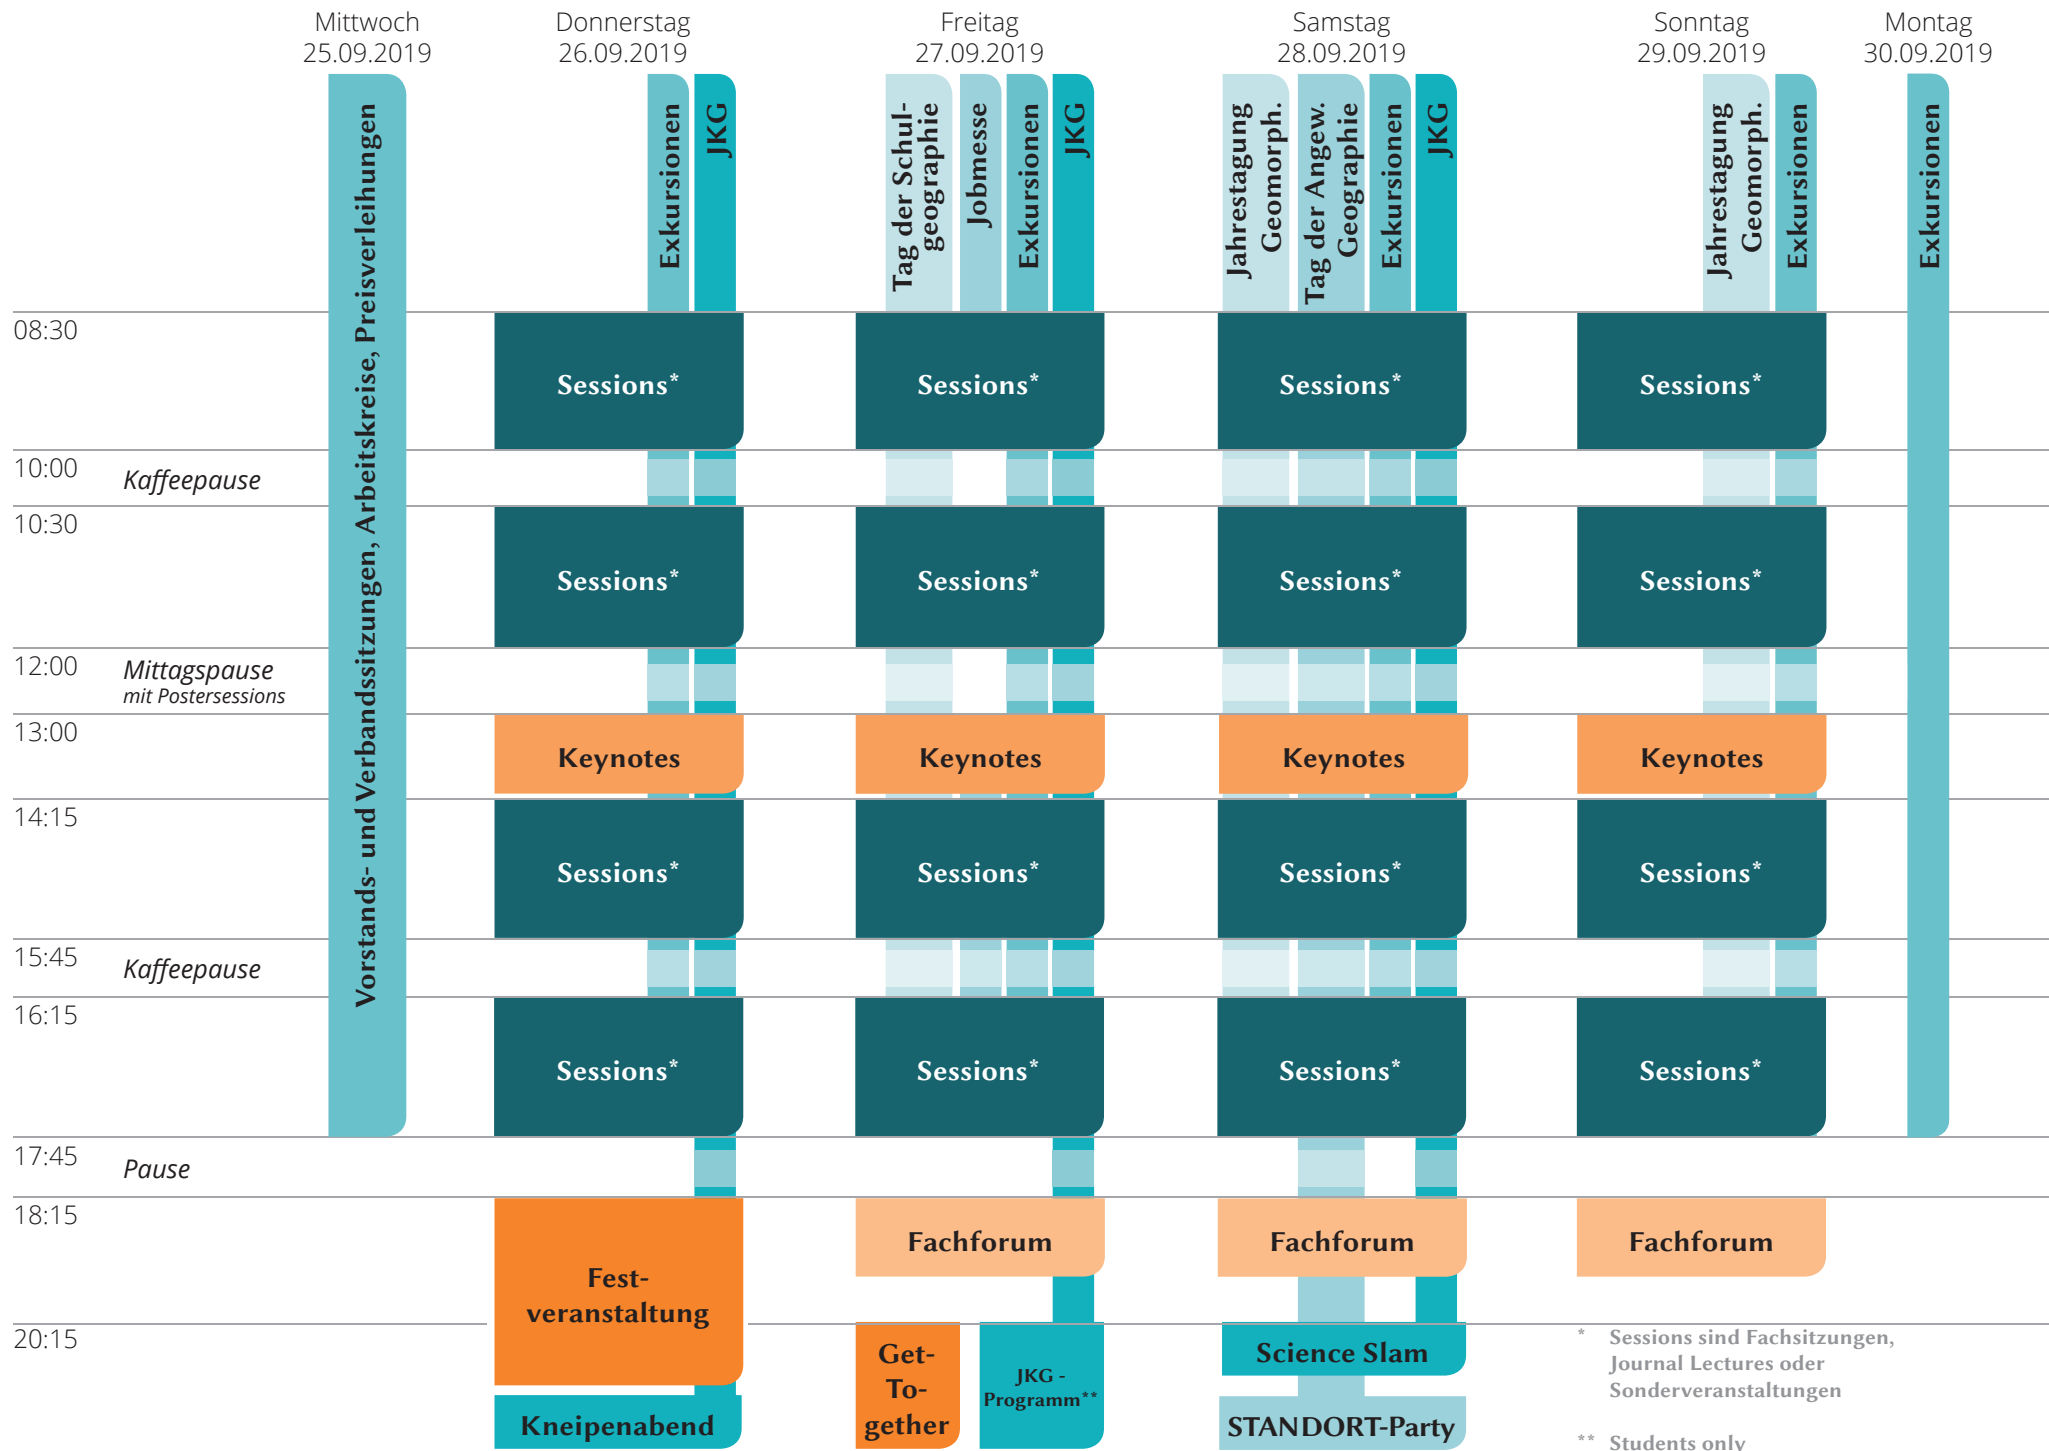 Mittwoch
25.09.2019
Donnerstag
26.09.2019
Freitag
27.09.2019
Samstag
28.09.2019
Sonntag
29.09.2019
Montag
30.09.2019
Vorstands- und Verbandssitzungen, Arbeitskreise, Preisverleihungen
Exkursionen
JKG
Tag der Schul-
geographie
Jobmesse
Exkursionen
JKG
Jahrestagung
Geomorph.
Tag der Angew.
Geographie
Exkursionen
JKG
Jahrestagung
Geomorph.
Exkursionen
Exkursionen
08:30
Sessions*
Sessions*
Sessions*
Sessions*
10:00
Kaffeepause
10:30
Sessions*
Sessions*
Sessions*
Sessions*
12:00
Mittagspause
mit Postersessions
13:00
Keynotes
Keynotes
Keynotes
Keynotes
14:15
Sessions*
Sessions*
Sessions*
Sessions*
15:45
Kaffeepause
16:15
Sessions*
Sessions*
Sessions*
Sessions*
17:45
Pause
18:15
Fest-
veranstaltung
Fachforum
Fachforum
Fachforum
20:15
Kneipenabend
Get-
To-
gether
JKG -
Programm**
Science Slam
STANDORT-Party
* Sessions sind Fachsitzungen,
Journal Lectures oder
Sonderveranstaltungen
** Students only